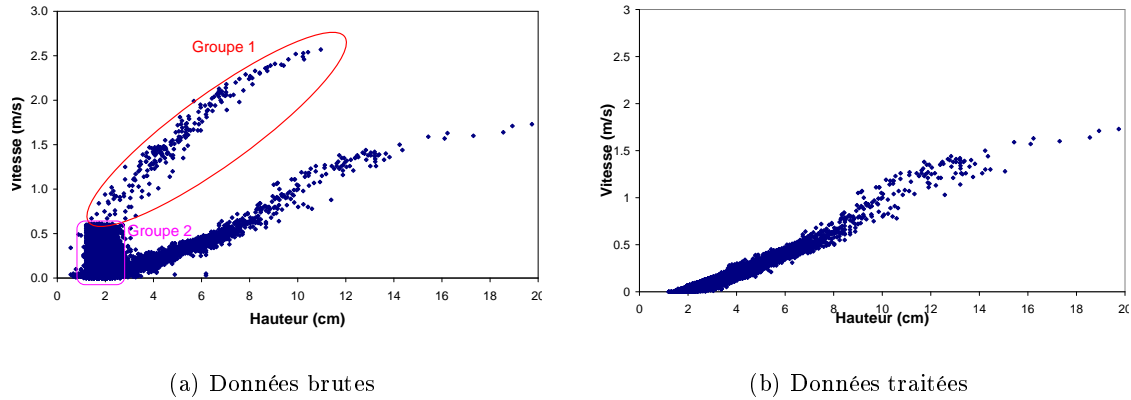 3.0
2.5
2.0
1.5
1.0
0.5
0.0
Vitesse (m/s)
Groupe 1
Groupe 2
0 2 4 6 8 10 12 14 16 18 20
Hauteur (cm)
(a) Données brutes
3
2.5
2
1.5
1
0.5
0
Vitesse (m/s)
0 2 4 6 8 10 12 14 16 18 20
Hauteur (cm)
(b) Données traitées